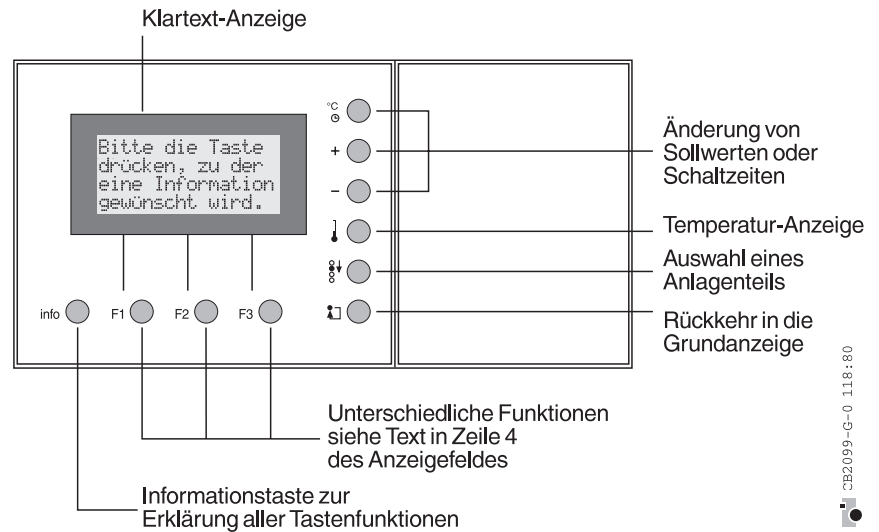 Klartext-Anzeige
Bitte die Taste
drücken, zu der
eine Information
gewünscht wird.
°C
+
−
info
F1
F2
F3
Änderung von
Sollwerten oder
Schaltzeiten
Temperatur-Anzeige
Auswahl eines
Anlagenteils
Rückkehr in die
Grundanzeige
Unterschiedliche Funktionen
siehe Text in Zeile 4
des Anzeigefeldes
Informationstaste zur
Erklärung aller Tastenfunktionen
CB2099-G-0 118:80